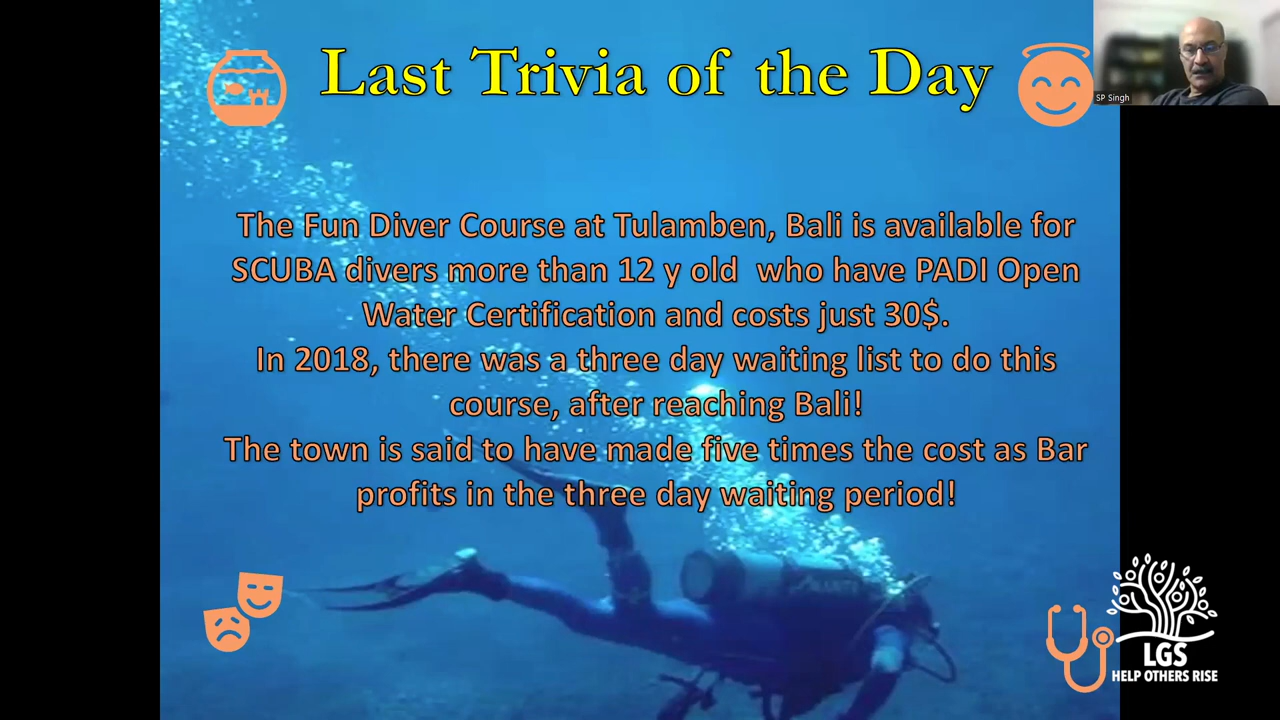 Last Trivia of the Day
SP Singh
The Fun Diver Course at Tulamben, Bali is available for
SCUBA divers more than 12 y old  who have PADI Open
Water Certification and costs just 30$.
In 2018, there was a three day waiting list to do this
course, after reaching Bali!
The town is said to have made five times the cost as Bar
profits in the three day waiting period!
LGS
HELP OTHERS RISE